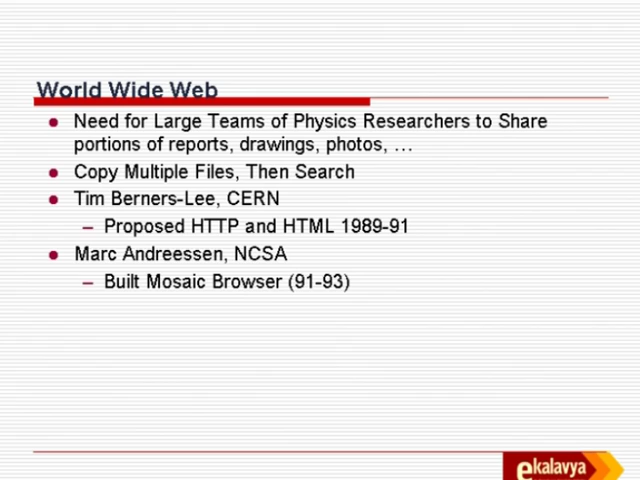 World Wide Web
Need for Large Teams of Physics Researchers to Share
portions of reports, drawings, photos, …
Copy Multiple Files, Then Search
Tim Berners-Lee, CERN
– Proposed HTTP and HTML 1989-91
Marc Andreessen, NCSA
– Built Mosaic Browser (91-93)
ekalavya